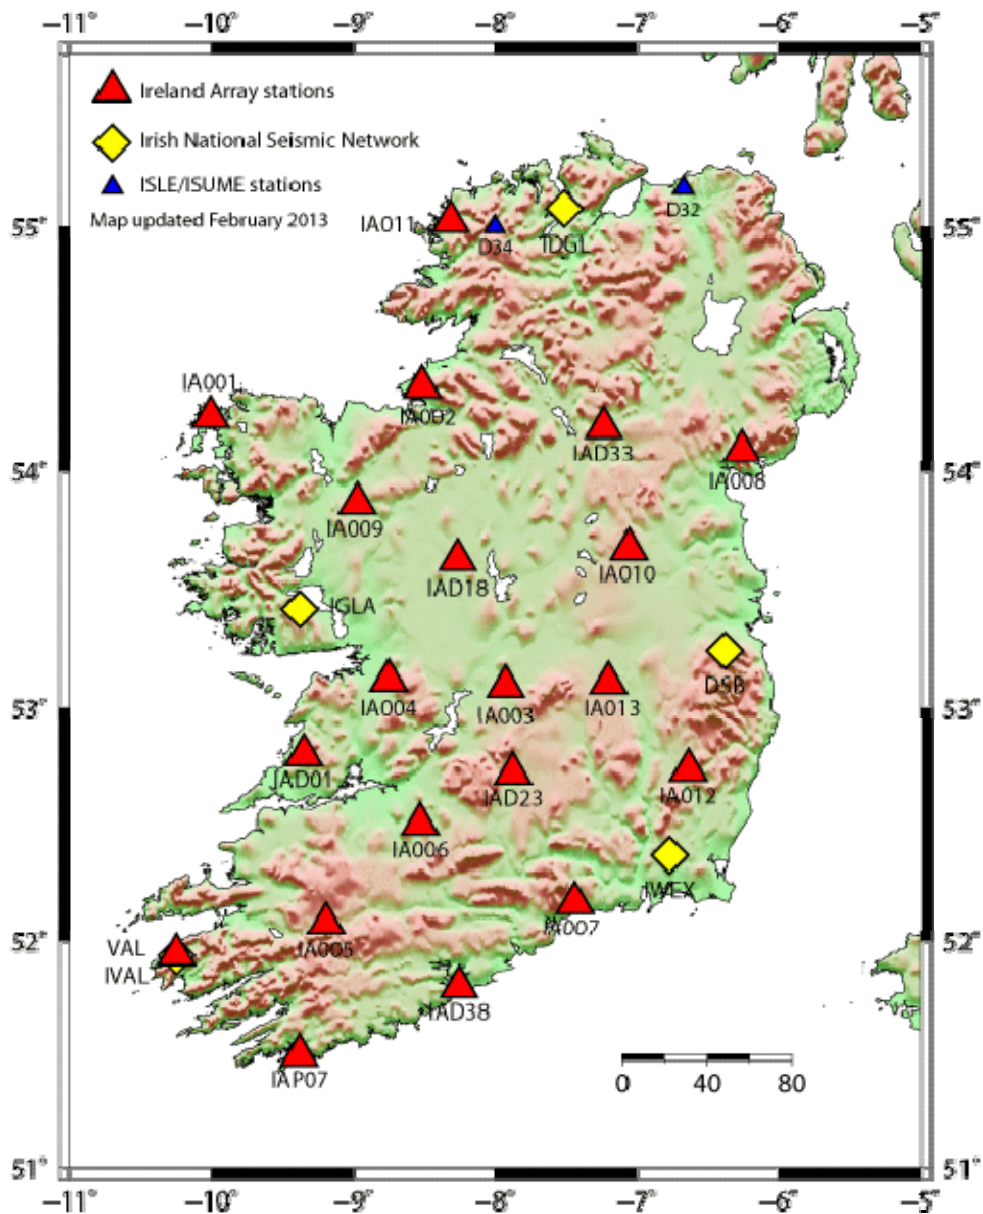 −11° −10° −9° −8° −7° −6° −5°
Ireland Array stations
Irish National Seismic Network
ISLE/ISUME stations
Map updated February 2013
D32
55° IA011 D34 IDGL 55°
IA001
IA002
IAD33
54° IA008 54°
IA009
IAD18 IA010
IGLA
DSB
53° IA004 IA003 IA013 53°
IAD01 IAD23 IA012
IA006
IWEX
IA007
52° VAL IA005 52°
IVAL
IAD38
IAP07
0 40 80
51° 51°
−11° −10° −9° −8° −7° −6° −5°